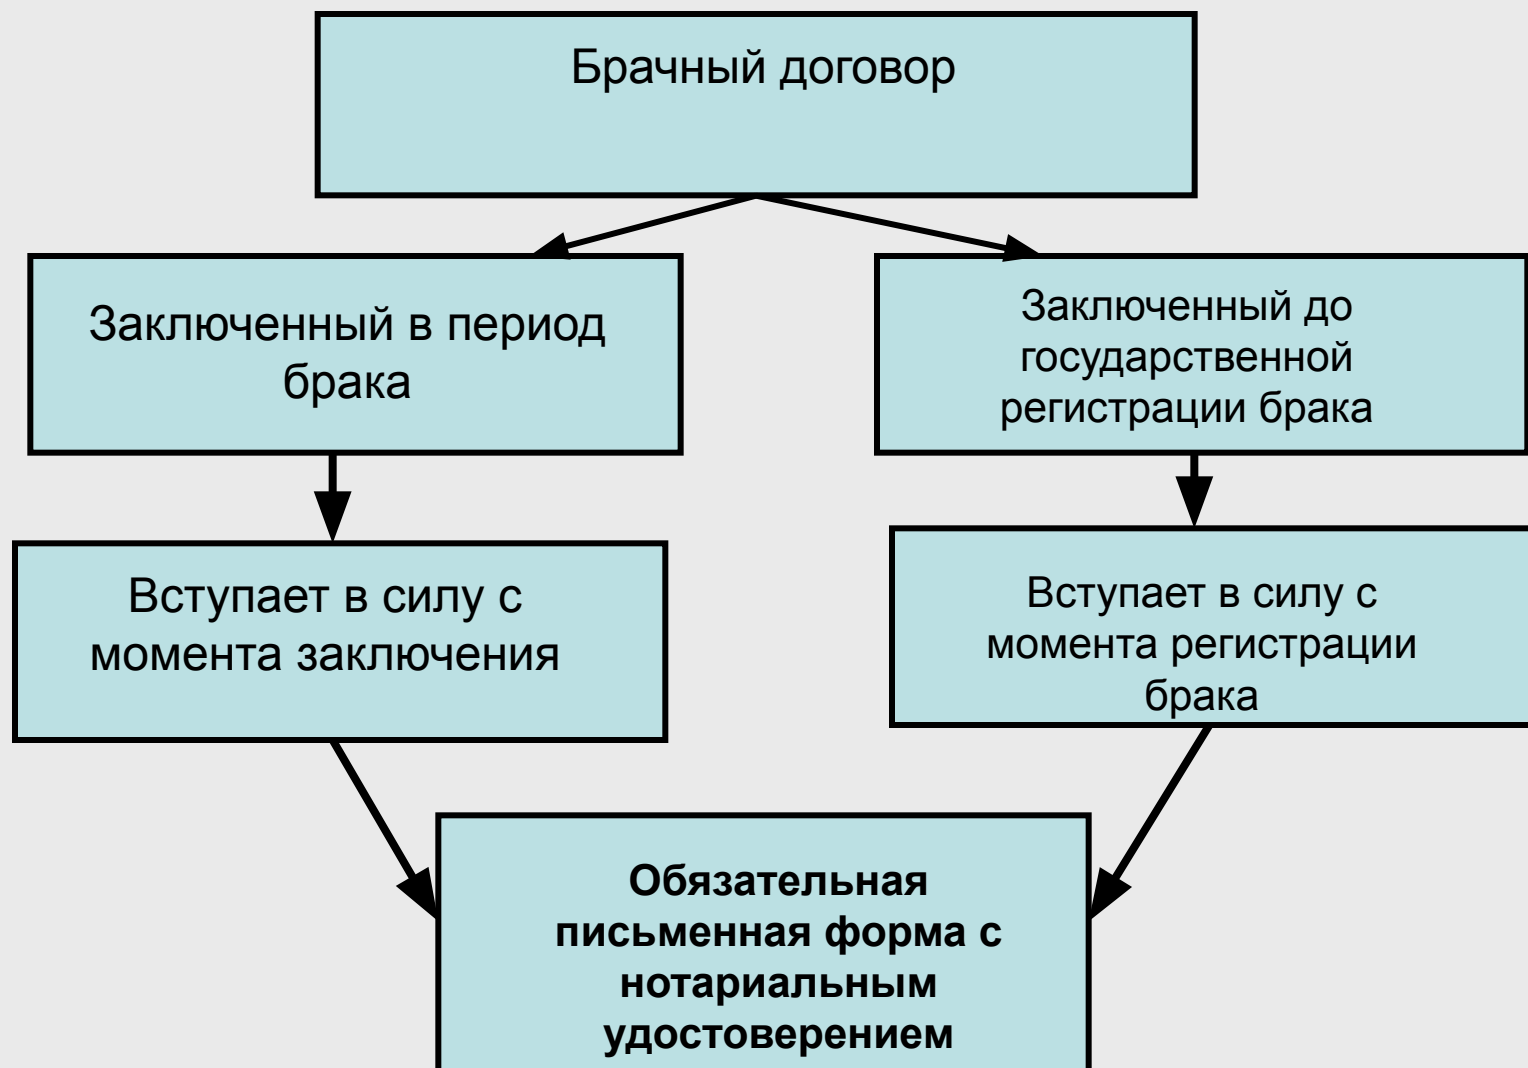 Брачный договор
Заключенный в период
брака
Заключенный до
государственной
регистрации брака
Вступает в силу с
момента заключения
Вступает в силу с
момента регистрации
брака
Обязательная
письменная форма с
нотариальным
удостоверением